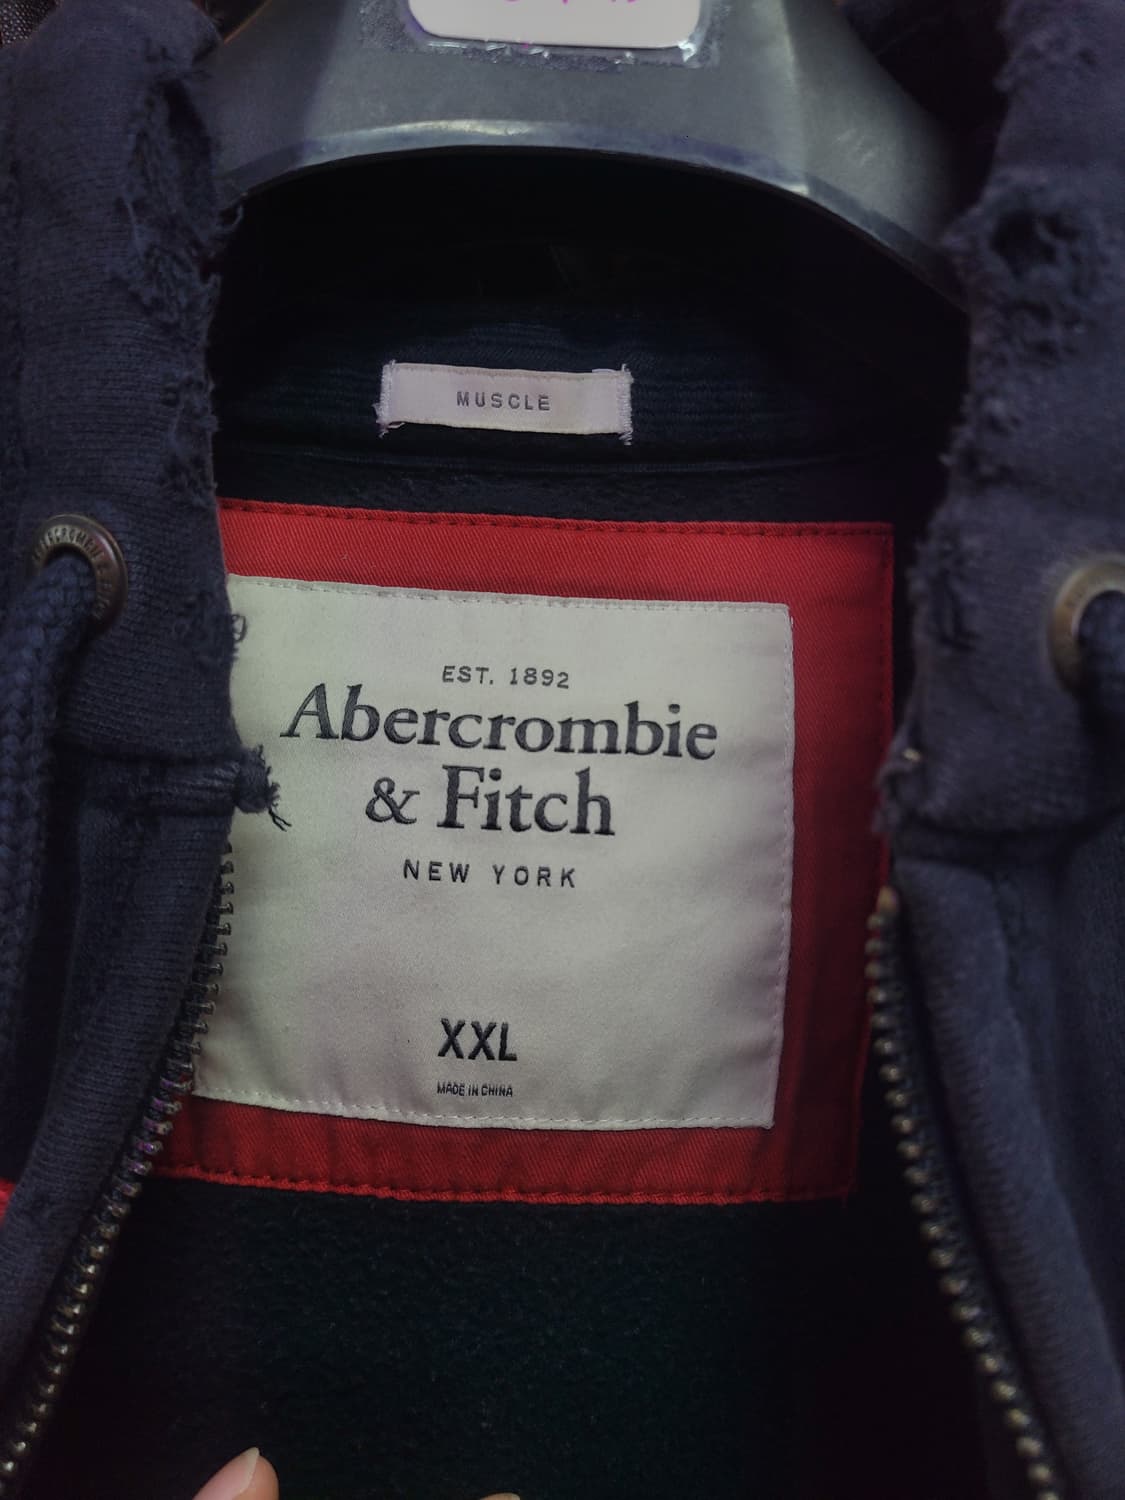 MUSCLE
EST. 1892
Abercrombie
& Fitch
NEW YORK
XXL
MADE IN CHINA